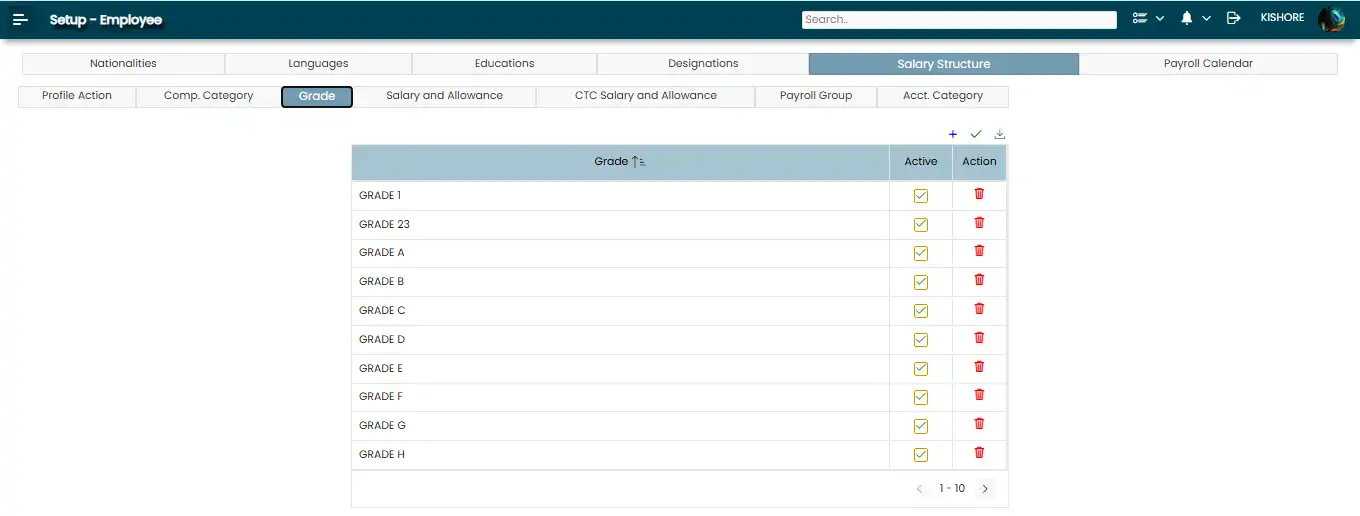 Setup - Employee
Search..
KISHORE
Nationalities Languages Educations Designations Salary Structure Payroll Calendar
Profile Action Comp. Category Grade Salary and Allowance CTC Salary and Allowance Payroll Group Acct. Category
Grade Active Action
GRADE 1
GRADE 23
GRADE A
GRADE B
GRADE C
GRADE D
GRADE E
GRADE F
GRADE G
GRADE H
1 - 10